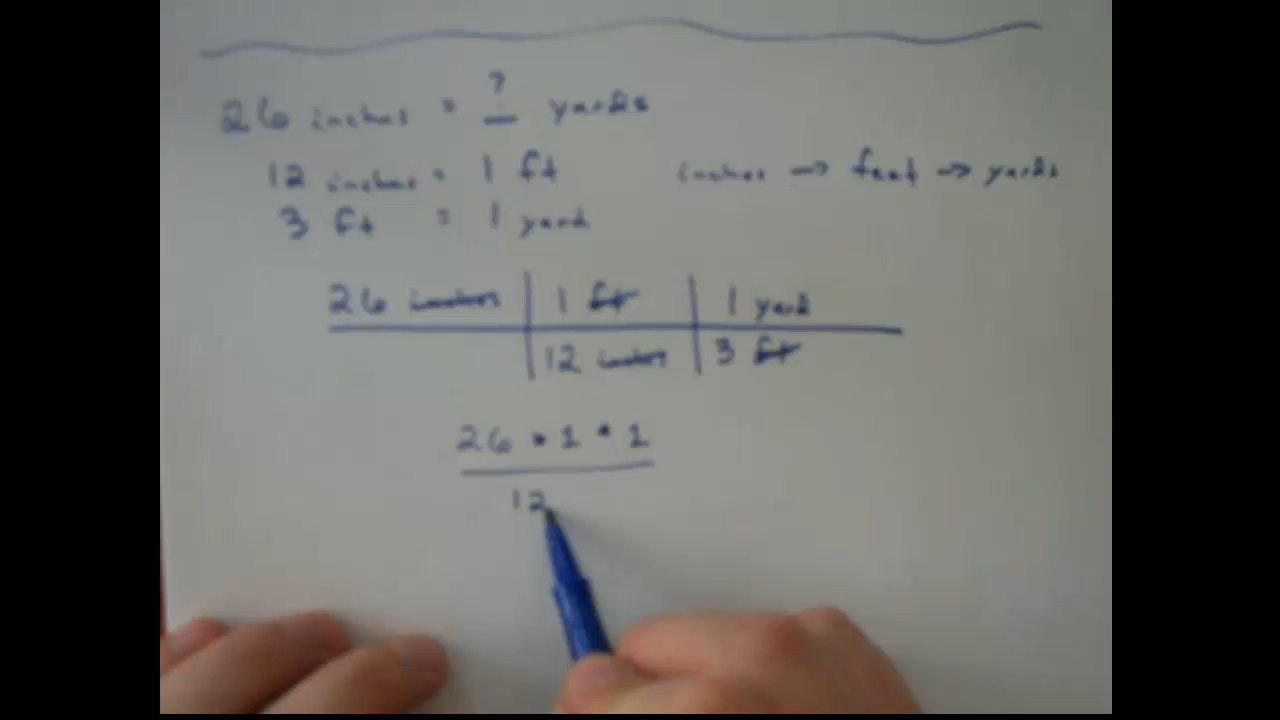 26 inches = ? yards
12 inches = 1 ft inches → feet → yards
3 ft = 1 yard
26 inches 1 ft 1 yard
12 inches 3 ft
26 * 1 * 1
12